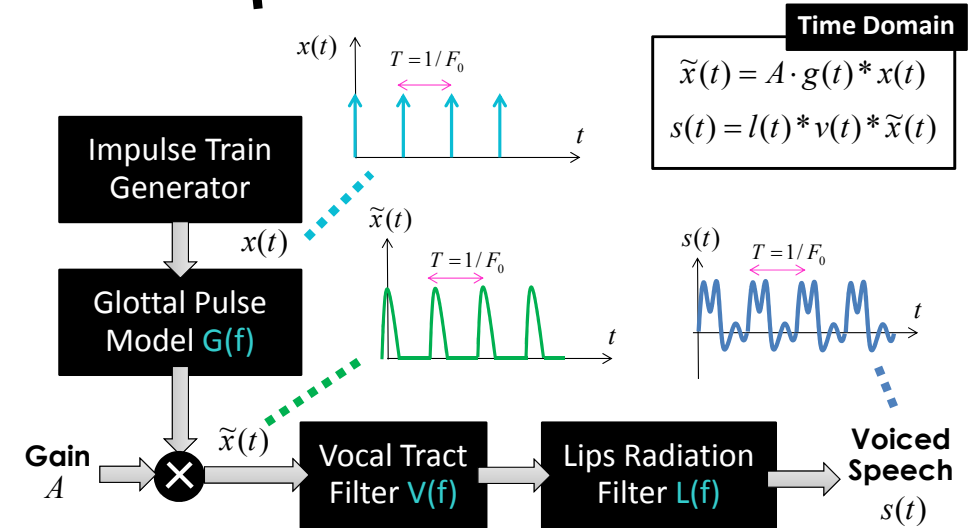 Time Domain
x̃(t) = A · g(t) * x(t)
s(t) = l(t) * v(t) * x̃(t)
x(t)
T = 1/F₀
t
Impulse Train
Generator
x(t)
x̃(t)
T = 1/F₀
t
s(t)
T = 1/F₀
t
Glottal Pulse
Model G(f)
x̃(t)
Gain
A
×
Vocal Tract
Filter V(f)
Lips Radiation
Filter L(f)
Voiced
Speech
s(t)